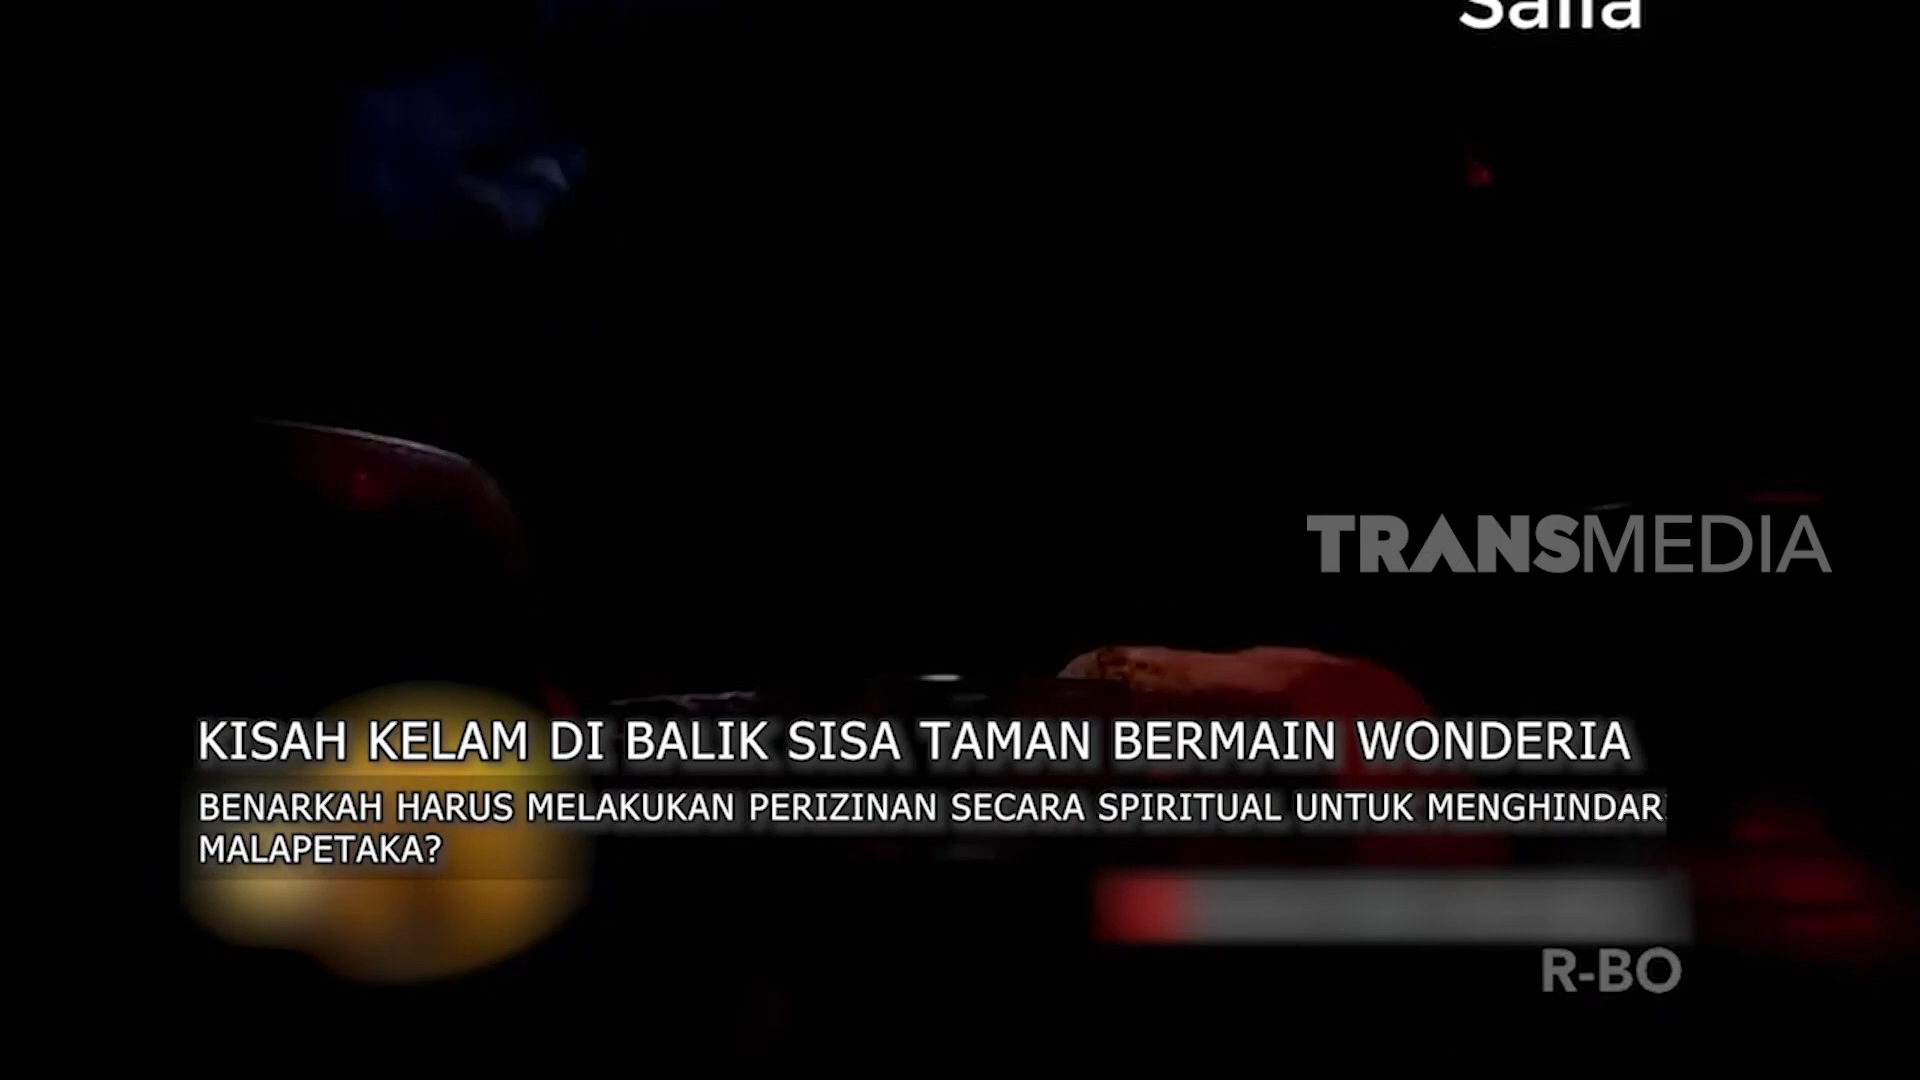 TRANSMEDIA
KISAH KELAM DI BALIK SISA TAMAN BERMAIN WONDERIA
BENARKAH HARUS MELAKUKAN PERIZINAN SECARA SPIRITUAL UNTUK MENGHINDARI
MALAPETAKA?
R-BO